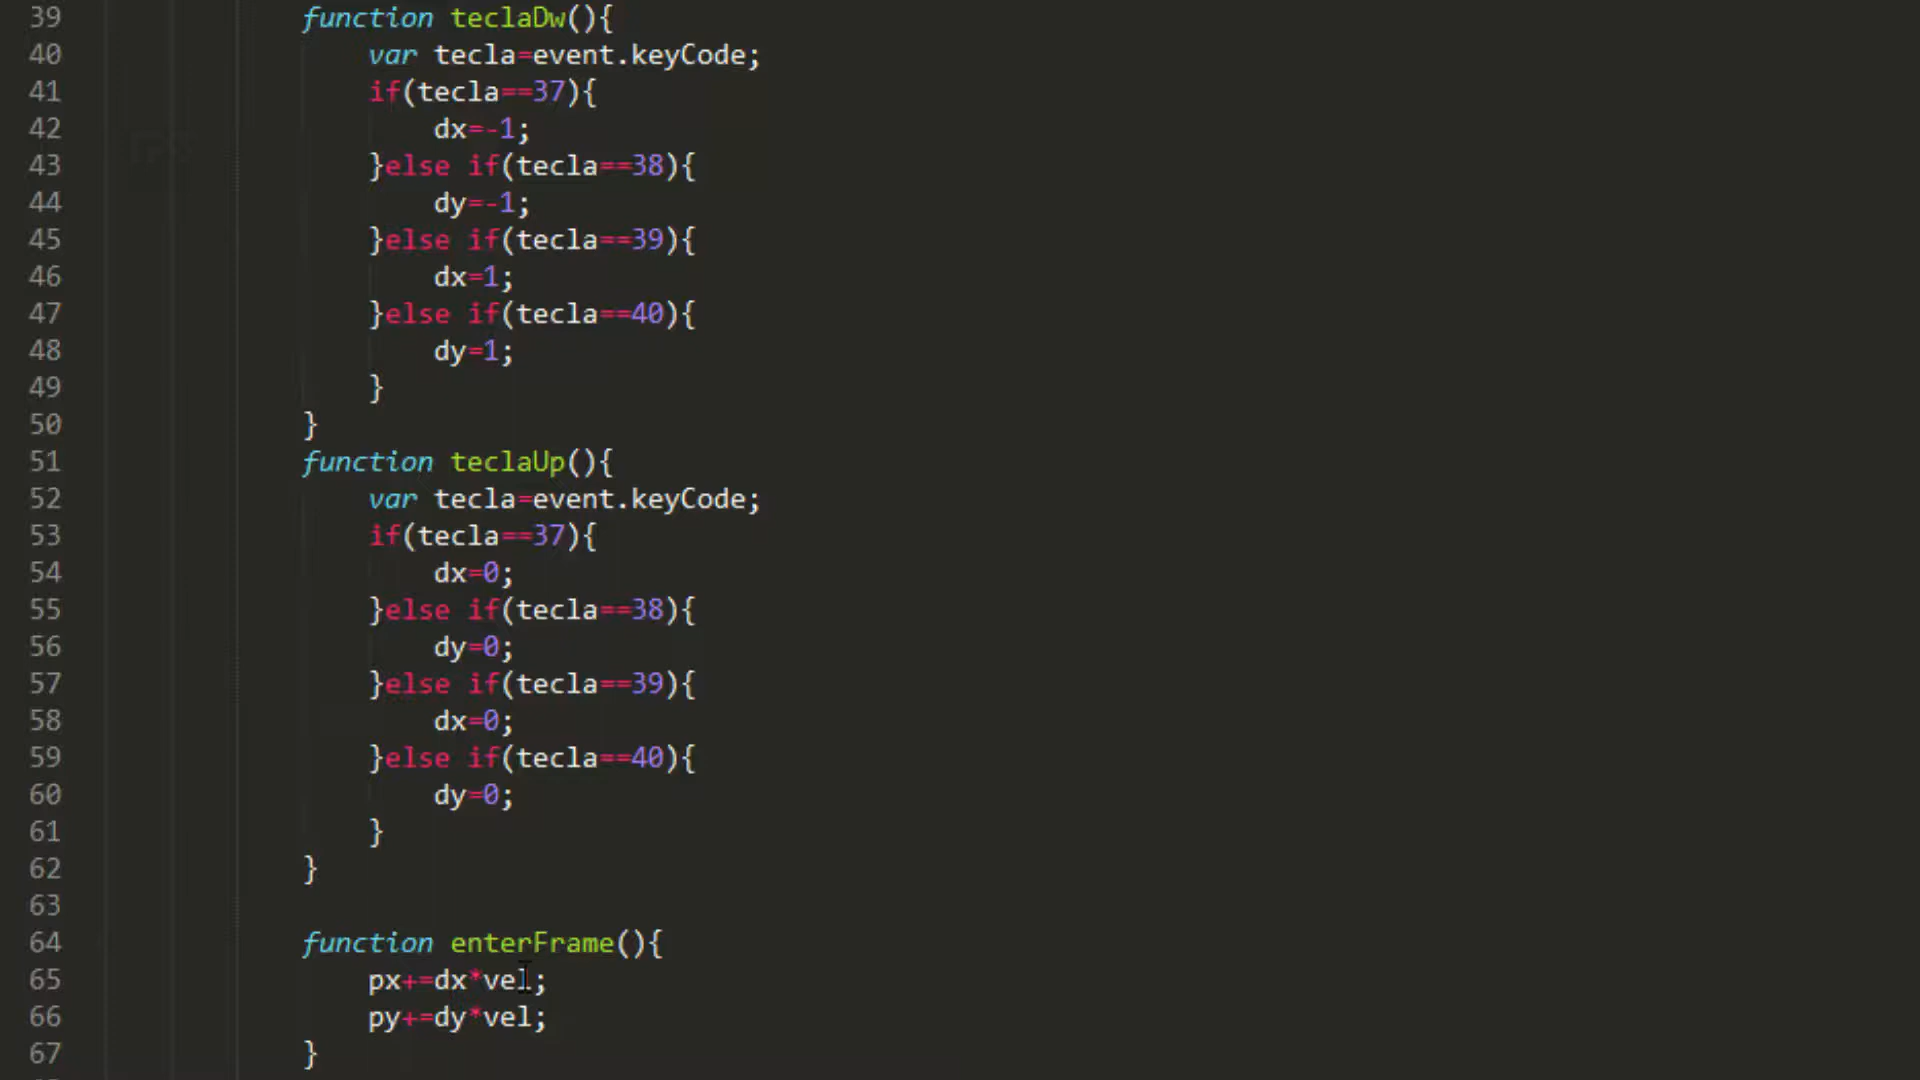 39 function teclaDw(){
40 var tecla=event.keyCode;
41 if(tecla==37){
42 dx=-1;
43 }else if(tecla==38){
44 dy=-1;
45 }else if(tecla==39){
46 dx=1;
47 }else if(tecla==40){
48 dy=1;
49 }
50 }
51 function teclaUp(){
52 var tecla=event.keyCode;
53 if(tecla==37){
54 dx=0;
55 }else if(tecla==38){
56 dy=0;
57 }else if(tecla==39){
58 dx=0;
59 }else if(tecla==40){
60 dy=0;
61 }
62 }
63
64 function enterFrame(){
65 px+=dx*vel;
66 py+=dy*vel;
67 }